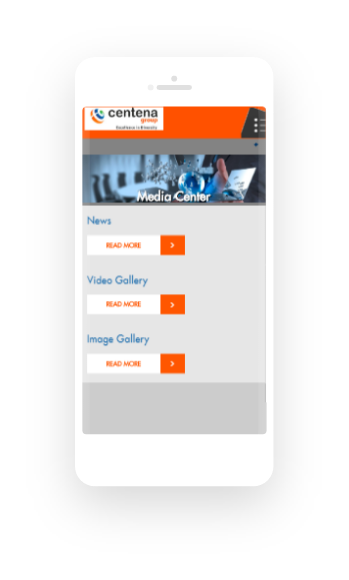 centena
group
Excellence in Diversity
Media Center
News
READ MORE
Video Gallery
READ MORE
Image Gallery
READ MORE